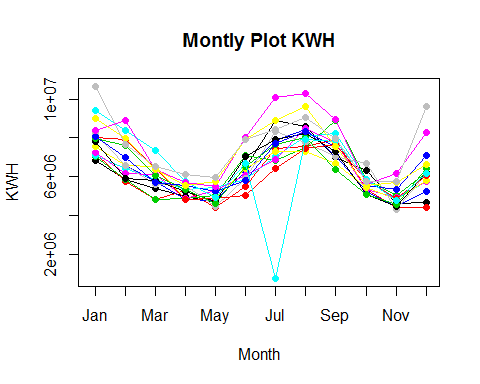 Montly Plot KWH
1e+07
6e+06
2e+06
KWH
Jan Mar May Jul Sep Nov
Month